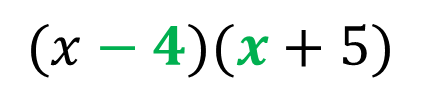 (x − 4)(x + 5)